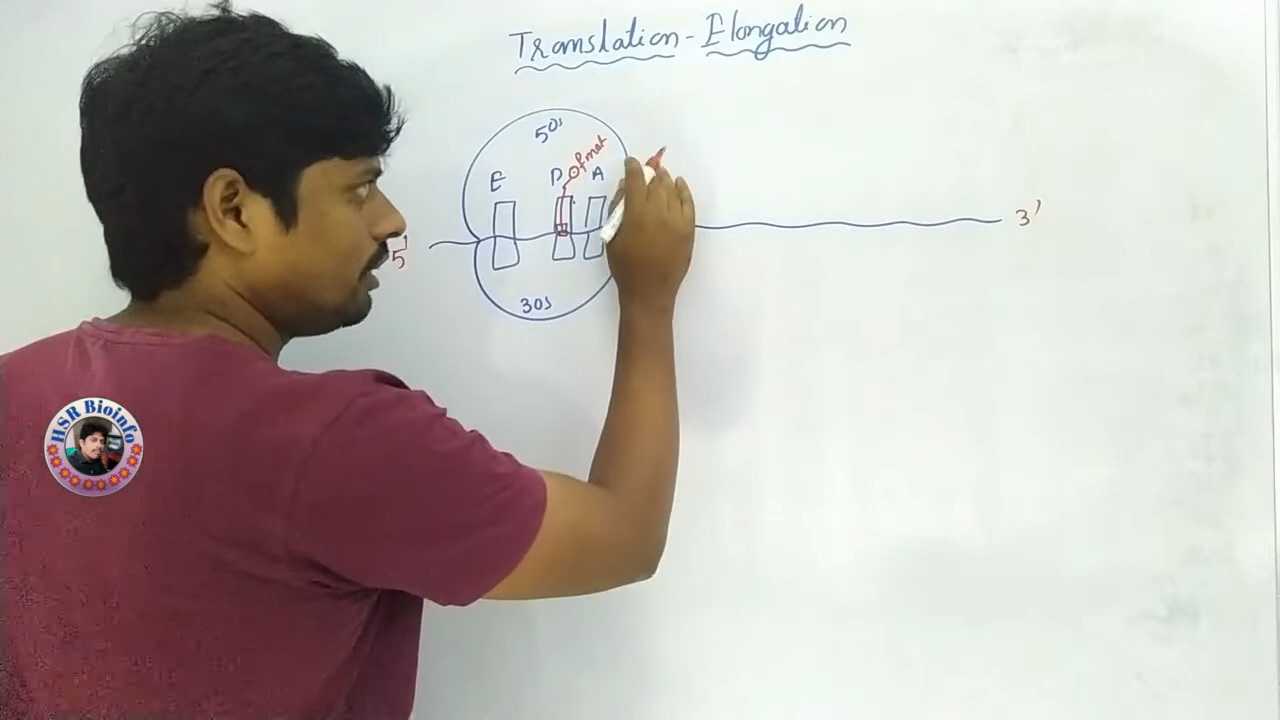 Translation - Elongation
50s
fmet
E P A
5'
3'
30s
HSR Bioinfo